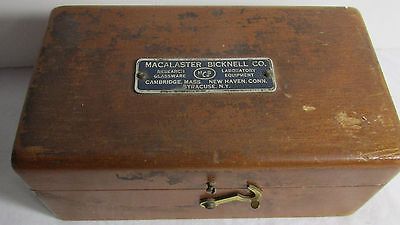 MACALASTER BICKNELL CO.
RESEARCH LABORATORY
GLASSWARE EQUIPMENT
CAMBRIDGE, MASS. NEW HAVEN, CONN.
SYRACUSE, N.Y.